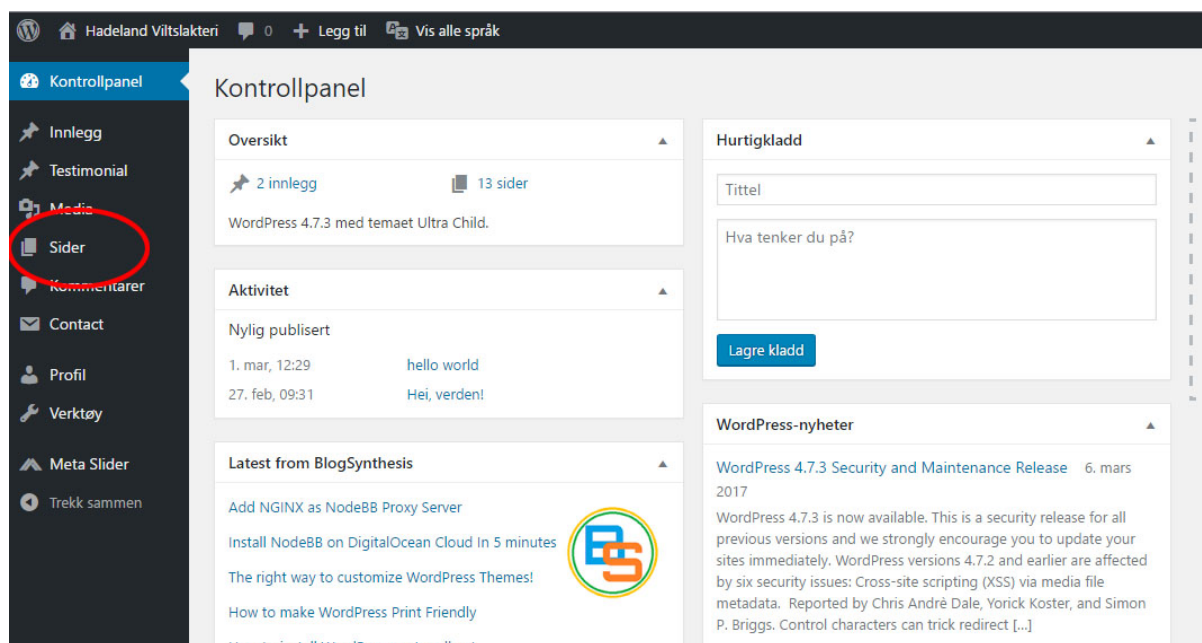 Hadeland Viltslakteri 0 Legg til Vis alle språk
Kontrollpanel
Innlegg
Testimonial
Media
Sider
Kommentarer
Contact
Profil
Verktøy
Meta Slider
Trekk sammen
Kontrollpanel
Oversikt
2 innlegg 13 sider
WordPress 4.7.3 med temaet Ultra Child.
Aktivitet
Nylig publisert
1. mar, 12:29 hello world
27. feb, 09:31 Hei, verden!
Latest from BlogSynthesis
Add NGINX as NodeBB Proxy Server
Install NodeBB on DigitalOcean Cloud In 5 minutes
The right way to customize WordPress Themes!
How to make WordPress Print Friendly
BS
Hurtigkladd
Tittel
Hva tenker du på?
Lagre kladd
WordPress-nyheter
WordPress 4.7.3 Security and Maintenance Release 6. mars
2017
WordPress 4.7.3 is now available. This is a security release for all
previous versions and we strongly encourage you to update your
sites immediately. WordPress versions 4.7.2 and earlier are affected
by six security issues: Cross-site scripting (XSS) via media file
metadata. Reported by Chris Andrè Dale, Yorick Koster, and Simon
P. Briggs. Control characters can trick redirect [...]